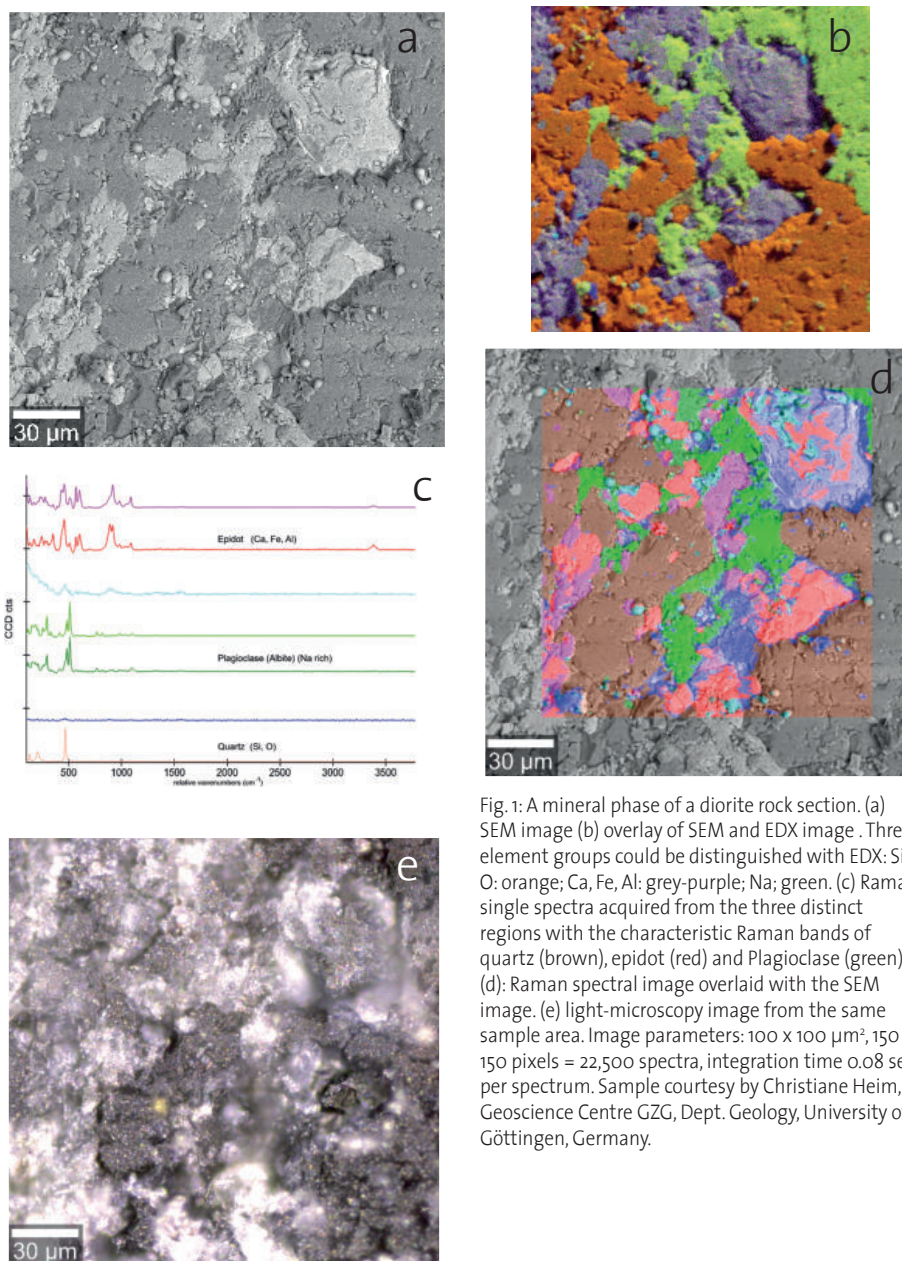 a
30 µm
b
c
CCD cts
Epidot (Ca, Fe, Al)
Plagioclase (Albite) (Na rich)
Quartz (Si, O)
500 1000 1500 2000 2500 3000 3500
relative wavenumbers (cm⁻¹)
d
30 µm
e
30 µm
Fig. 1: A mineral phase of a diorite rock section. (a)
SEM image (b) overlay of SEM and EDX image . Thre
element groups could be distinguished with EDX: Si
O: orange; Ca, Fe, Al: grey-purple; Na; green. (c) Rama
single spectra acquired from the three distinct
regions with the characteristic Raman bands of
quartz (brown), epidot (red) and Plagioclase (green)
(d): Raman spectral image overlaid with the SEM
image. (e) light-microscopy image from the same
sample area. Image parameters: 100 x 100 µm², 150
150 pixels = 22,500 spectra, integration time 0.08 se
per spectrum. Sample courtesy by Christiane Heim,
Geoscience Centre GZG, Dept. Geology, University o
Göttingen, Germany.